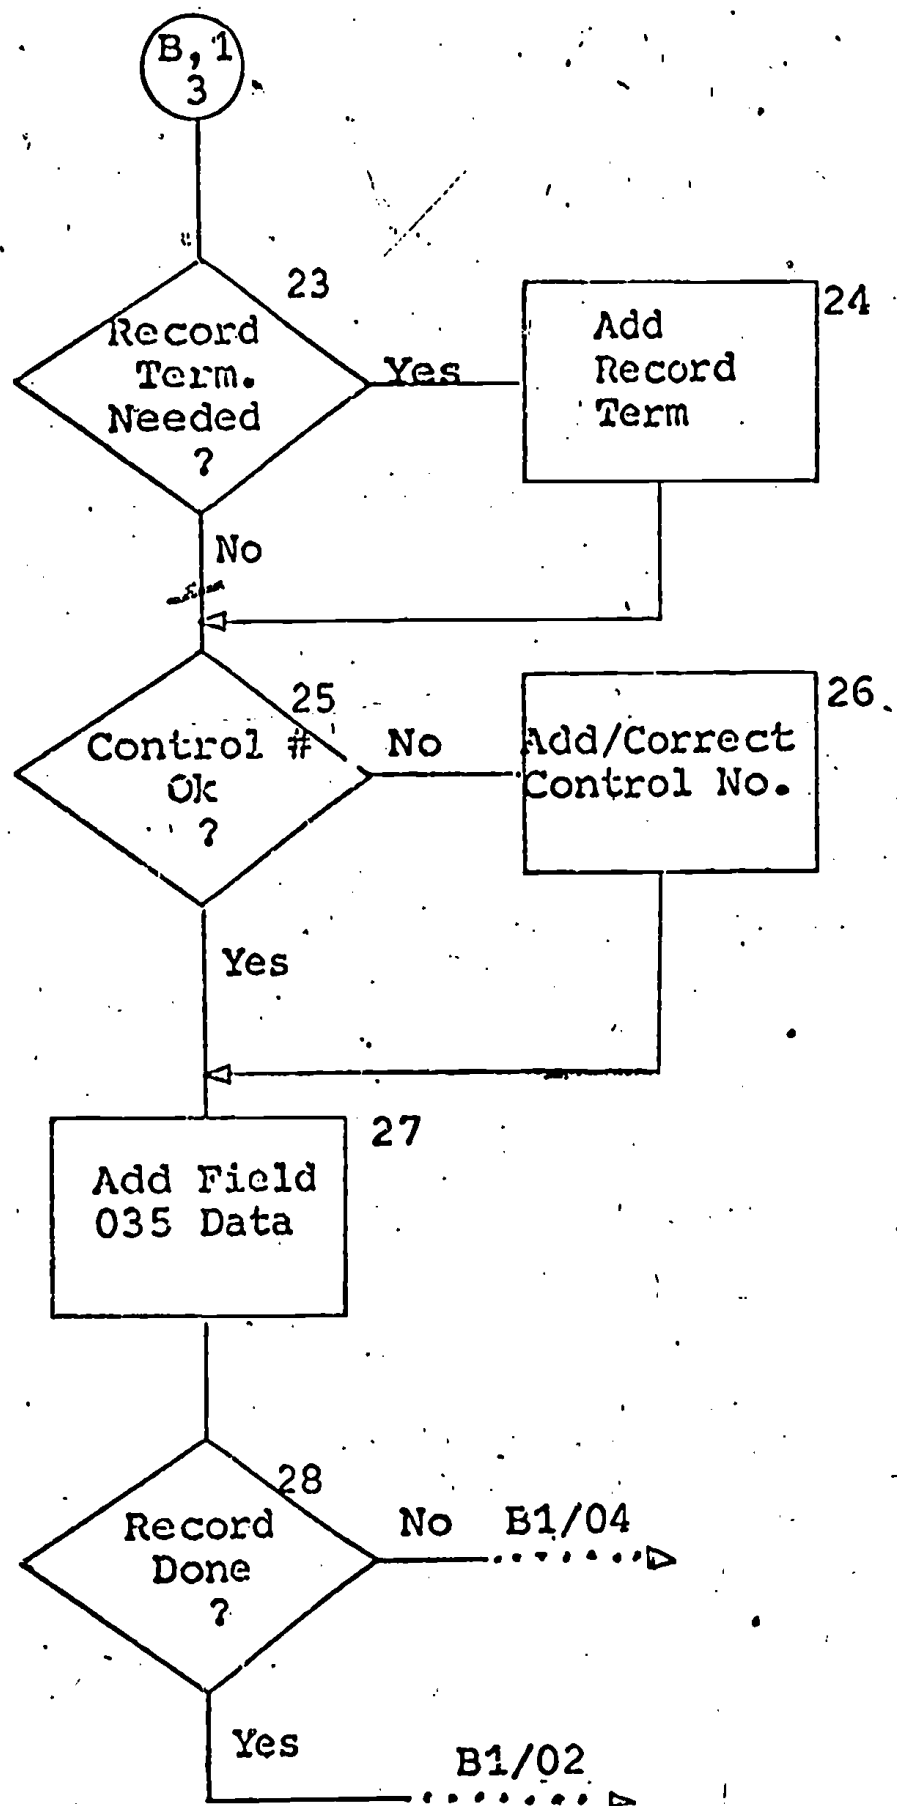 B, 1
3
23
Record
Term.
Needed
?
Yes
24
Add
Record
Term
No
25
Control #
Ok
?
No
26
Add/Correct
Control No.
Yes
27
Add Field
035 Data
28
Record
Done
?
No
B1/04
Yes
B1/02